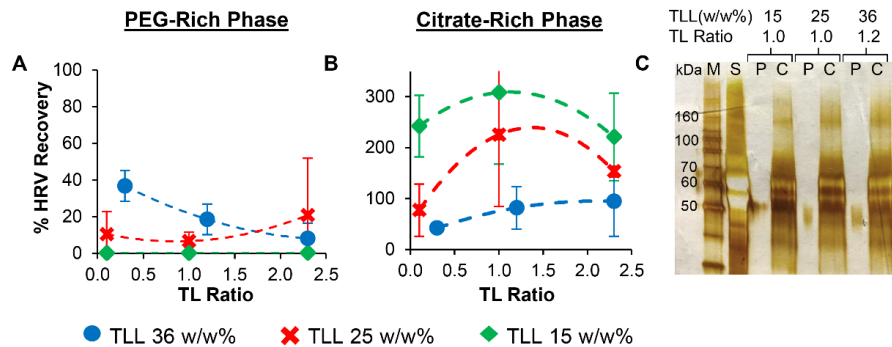 PEG-Rich Phase
Citrate-Rich Phase
TLL(w/w%) 15 25 36
TL Ratio 1.0 1.0 1.2
A
B
C
kDa M S P C P C P C
% HRV Recovery
100
80
60
40
20
0
0.0 0.5 1.0 1.5 2.0 2.5
TL Ratio
300
200
100
0
0.0 0.5 1.0 1.5 2.0 2.5
TL Ratio
160
100
70
60
50
TLL 36 w/w% TLL 25 w/w% TLL 15 w/w%